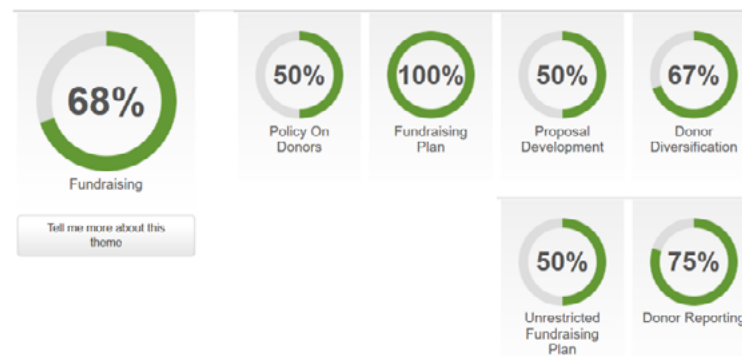 68%
Fundraising
Tell me more about this
theme
50%
Policy On
Donors
100%
Fundraising
Plan
50%
Proposal
Development
67%
Donor
Diversification
50%
Unrestricted
Fundraising
Plan
75%
Donor Reporting